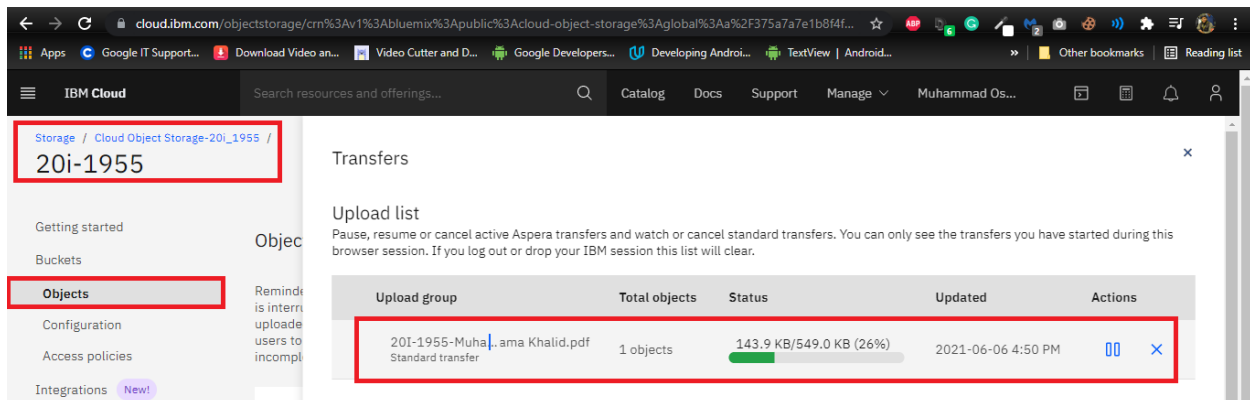 cloud.ibm.com/objectstorage/crn%3Av1%3Abluemix%3Apublic%3Acloud-object-storage%3Aglobal%3Aa%2F375a7a7e1b8f4f...
ABP
6
2
Apps Google IT Support... Download Video an... Video Cutter and D... Google Developers... Developing Androi... TextView | Android... » Other bookmarks Reading list
IBM Cloud Search resources and offerings... Catalog Docs Support Manage Muhammad Os...
Storage / Cloud Object Storage-20i_1955 /
20i-1955
Getting started
Buckets
Objects
Configuration
Access policies
Integrations New!
Objec
Reminde
is interru
uploade
users to
incompl
Transfers
Upload list
Pause, resume or cancel active Aspera transfers and watch or cancel standard transfers. You can only see the transfers you have started during this
browser session. If you log out or drop your IBM session this list will clear.
Upload group Total objects Status Updated Actions
20I-1955-Muha...ama Khalid.pdf 1 objects 143.9 KB/549.0 KB (26%) 2021-06-06 4:50 PM
Standard transfer